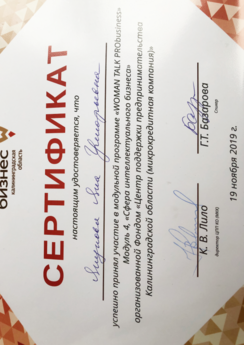 бизнес
Калининградская
область
СЕРТИФИКАТ
настоящим удостоверяется, что
успешно принял участие в модульной программе «WOMAN TALK PRObusiness»
Модуль 4, «Сфера интеллектуального бизнеса»
организованной Фондом «Центр поддержки предпринимательства
Калининградской области (микрокредитная компания)»
К. В. Лило
Г.Т. Базарова
Спикер
19 ноября 2019 г.